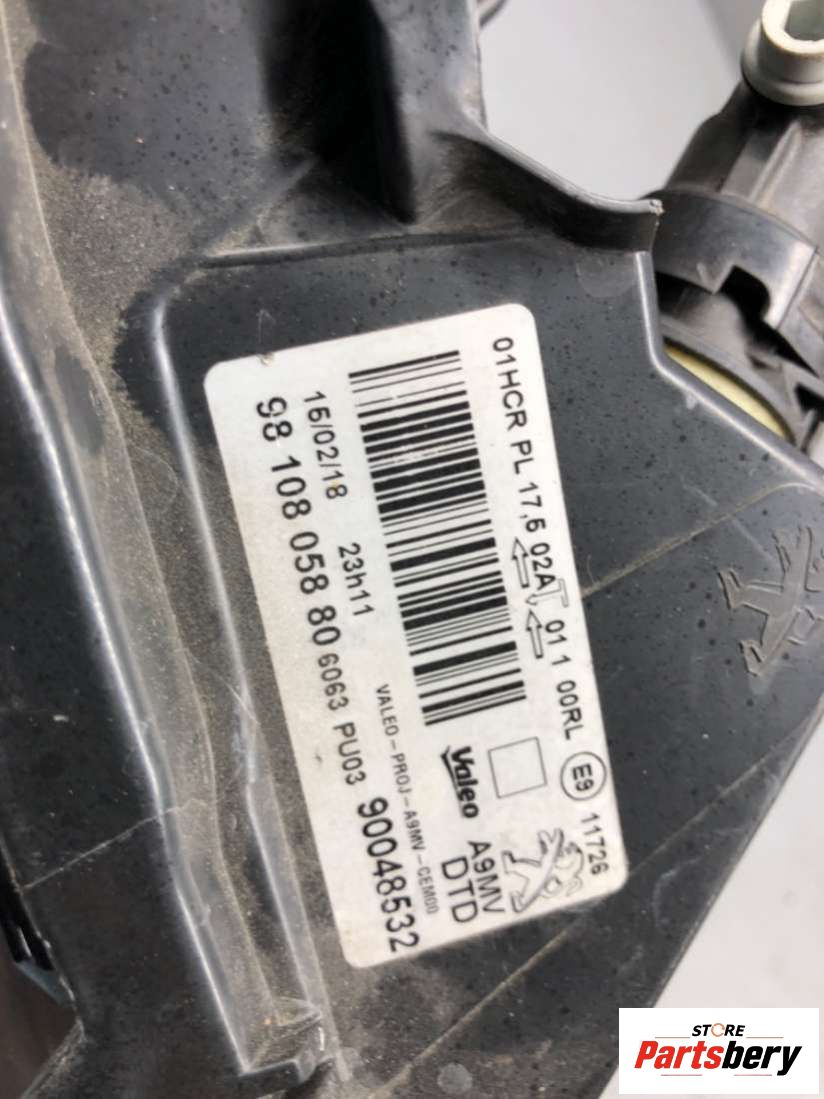 01HCR PL 17,5 02AT 01 1 00RL E9 11726
A9MV
DTD
Valeo
VALEO-PROJ-A9MV-CEM00
15/02/18 23h11
98 108 058 80 6063 PU03 90048532
STORE
Partsbery